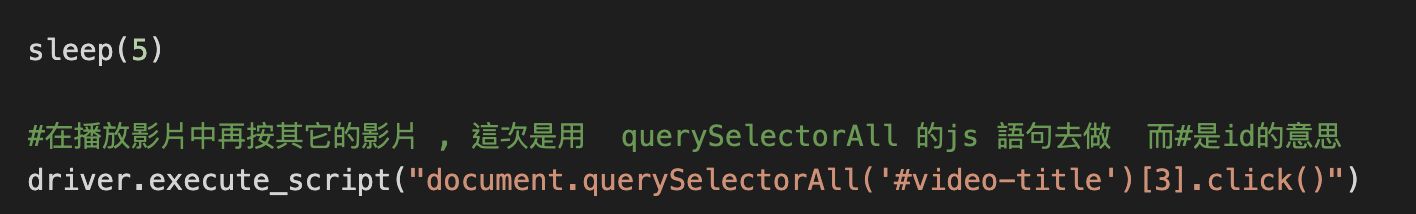 sleep(5)
#在播放影片中再按其它的影片 , 這次是用  querySelectorAll 的js 語句去做  而#是id的意思
driver.execute_script("document.querySelectorAll('#video-title')[3].click()")